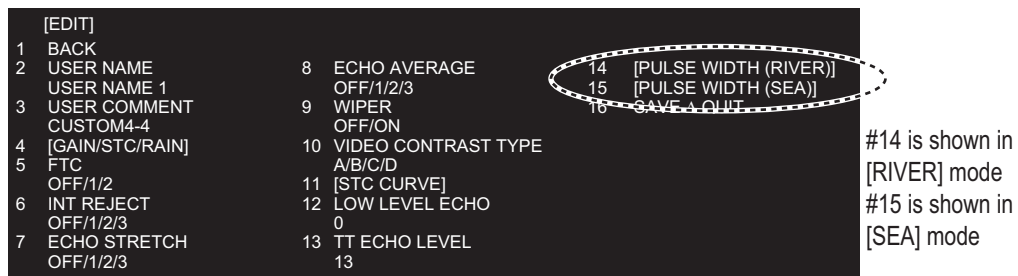 [EDIT]
1 BACK
2 USER NAME
USER NAME 1
3 USER COMMENT
CUSTOM4-4
4 [GAIN/STC/RAIN]
5 FTC
OFF/1/2
6 INT REJECT
OFF/1/2/3
7 ECHO STRETCH
OFF/1/2/3
8 ECHO AVERAGE
OFF/1/2/3
9 WIPER
OFF/ON
10 VIDEO CONTRAST TYPE
A/B/C/D
11 [STC CURVE]
12 LOW LEVEL ECHO
0
13 TT ECHO LEVEL
13
14 [PULSE WIDTH (RIVER)]
15 [PULSE WIDTH (SEA)]
16 SAVE & QUIT
#14 is shown in
[RIVER] mode
#15 is shown in
[SEA] mode